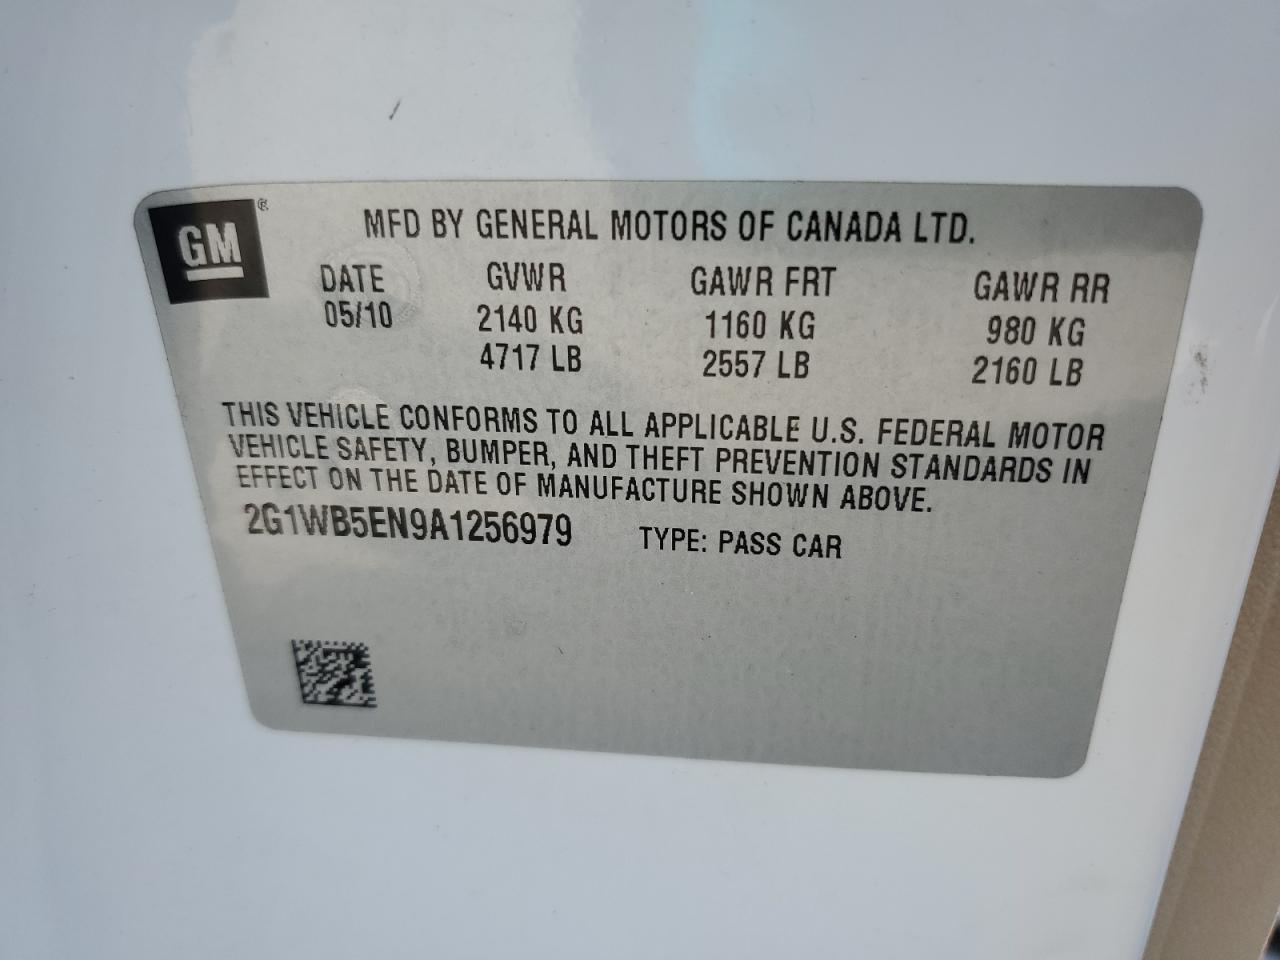 GM ®
MFD BY GENERAL MOTORS OF CANADA LTD.
DATE GVWR GAWR FRT GAWR RR
05/10 2140 KG 1160 KG 980 KG
4717 LB 2557 LB 2160 LB
THIS VEHICLE CONFORMS TO ALL APPLICABLE U.S. FEDERAL MOTOR
VEHICLE SAFETY, BUMPER, AND THEFT PREVENTION STANDARDS IN
EFFECT ON THE DATE OF MANUFACTURE SHOWN ABOVE.
2G1WB5EN9A1256979 TYPE: PASS CAR